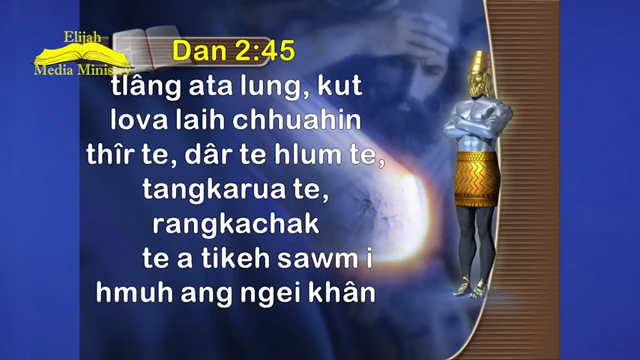 Elijah
Media Ministry
Dan 2:45
tlâng ata lung, kut
lova laih chhuahin
thîr te, dâr te hlum te,
tangkarua te,
rangkachak
te a tikeh sawm i
hmuh ang ngei khân